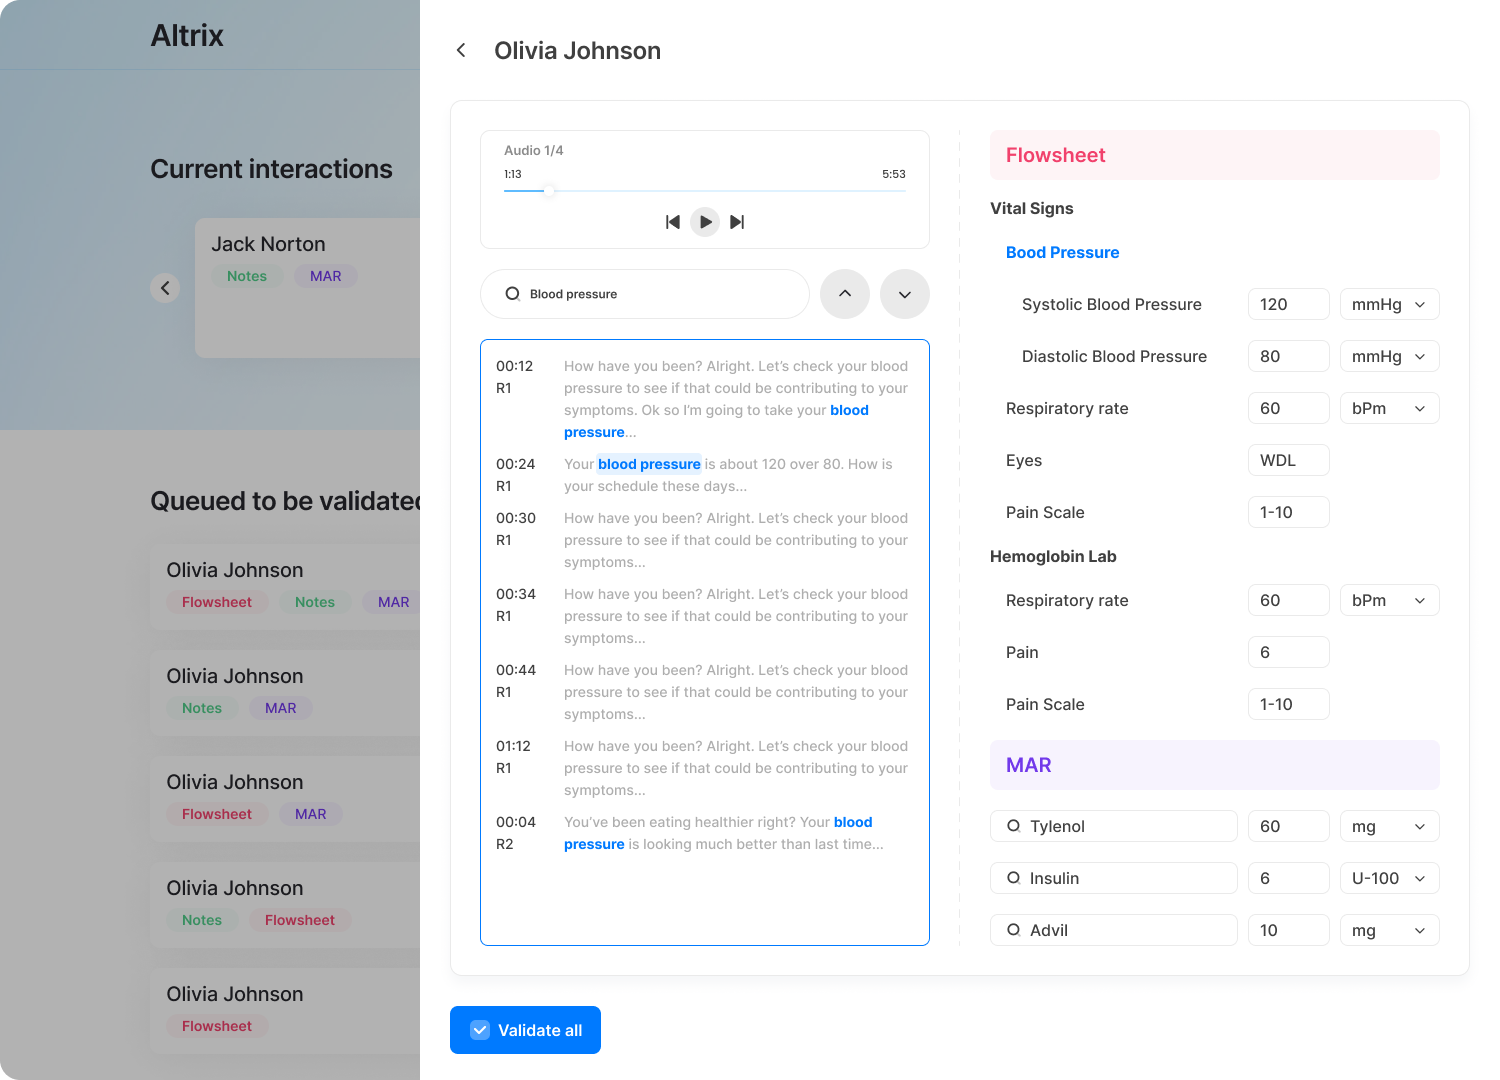 Altrix
Current interactions
Jack Norton
Notes MAR
Queued to be validated
Olivia Johnson
Flowsheet Notes MAR
Olivia Johnson
Notes MAR
Olivia Johnson
Flowsheet MAR
Olivia Johnson
Notes Flowsheet
Olivia Johnson
Flowsheet
Olivia Johnson
Audio 1/4
1:13 5:53
Blood pressure
00:12 How have you been? Alright. Let’s check your blood
R1 pressure to see if that could be contributing to your
symptoms. Ok so I’m going to take your blood
pressure...
00:24 Your blood pressure is about 120 over 80. How is
R1 your schedule these days...
00:30 How have you been? Alright. Let’s check your blood
R1 pressure to see if that could be contributing to your
symptoms...
00:34 How have you been? Alright. Let’s check your blood
R1 pressure to see if that could be contributing to your
symptoms...
00:44 How have you been? Alright. Let’s check your blood
R1 pressure to see if that could be contributing to your
symptoms...
01:12 How have you been? Alright. Let’s check your blood
R1 pressure to see if that could be contributing to your
symptoms...
00:04 You’ve been eating healthier right? Your blood
R2 pressure is looking much better than last time...
Flowsheet
Vital Signs
Bood Pressure
Systolic Blood Pressure 120 mmHg
Diastolic Blood Pressure 80 mmHg
Respiratory rate 60 bPm
Eyes WDL
Pain Scale 1-10
Hemoglobin Lab
Respiratory rate 60 bPm
Pain 6
Pain Scale 1-10
MAR
Tylenol 60 mg
Insulin 6 U-100
Advil 10 mg
Validate all